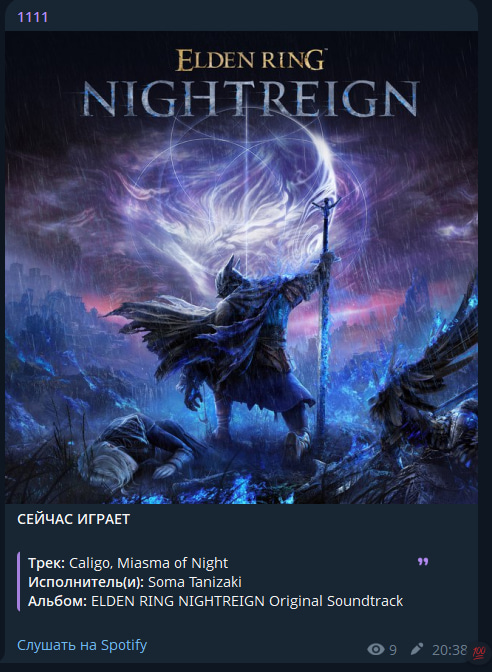 1111
ELDEN RING
NIGHTREIGN
СЕЙЧАС ИГРАЕТ
Трек: Caligo, Miasma of Night
Исполнитель(и): Soma Tanizaki
Альбом: ELDEN RING NIGHTREIGN Original Soundtrack
Слушать на Spotify
9 20:38